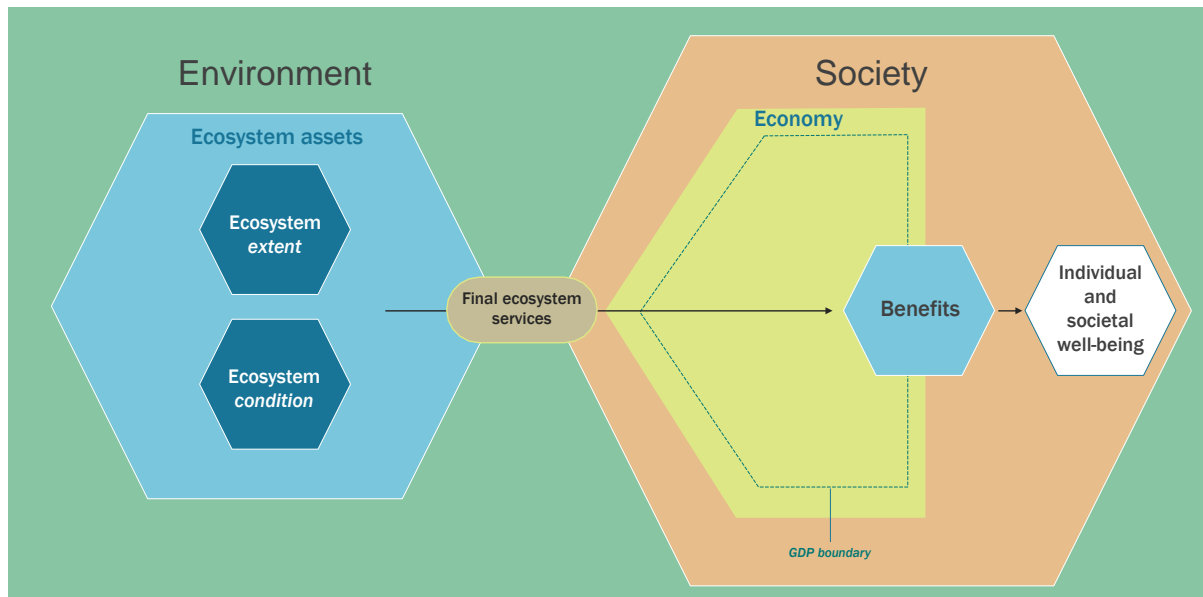 Environment
Society
Ecosystem assets
Economy
Ecosystem
extent
Final ecosystem
services
Benefits
Individual
and
societal
well-being
Ecosystem
condition
GDP boundary